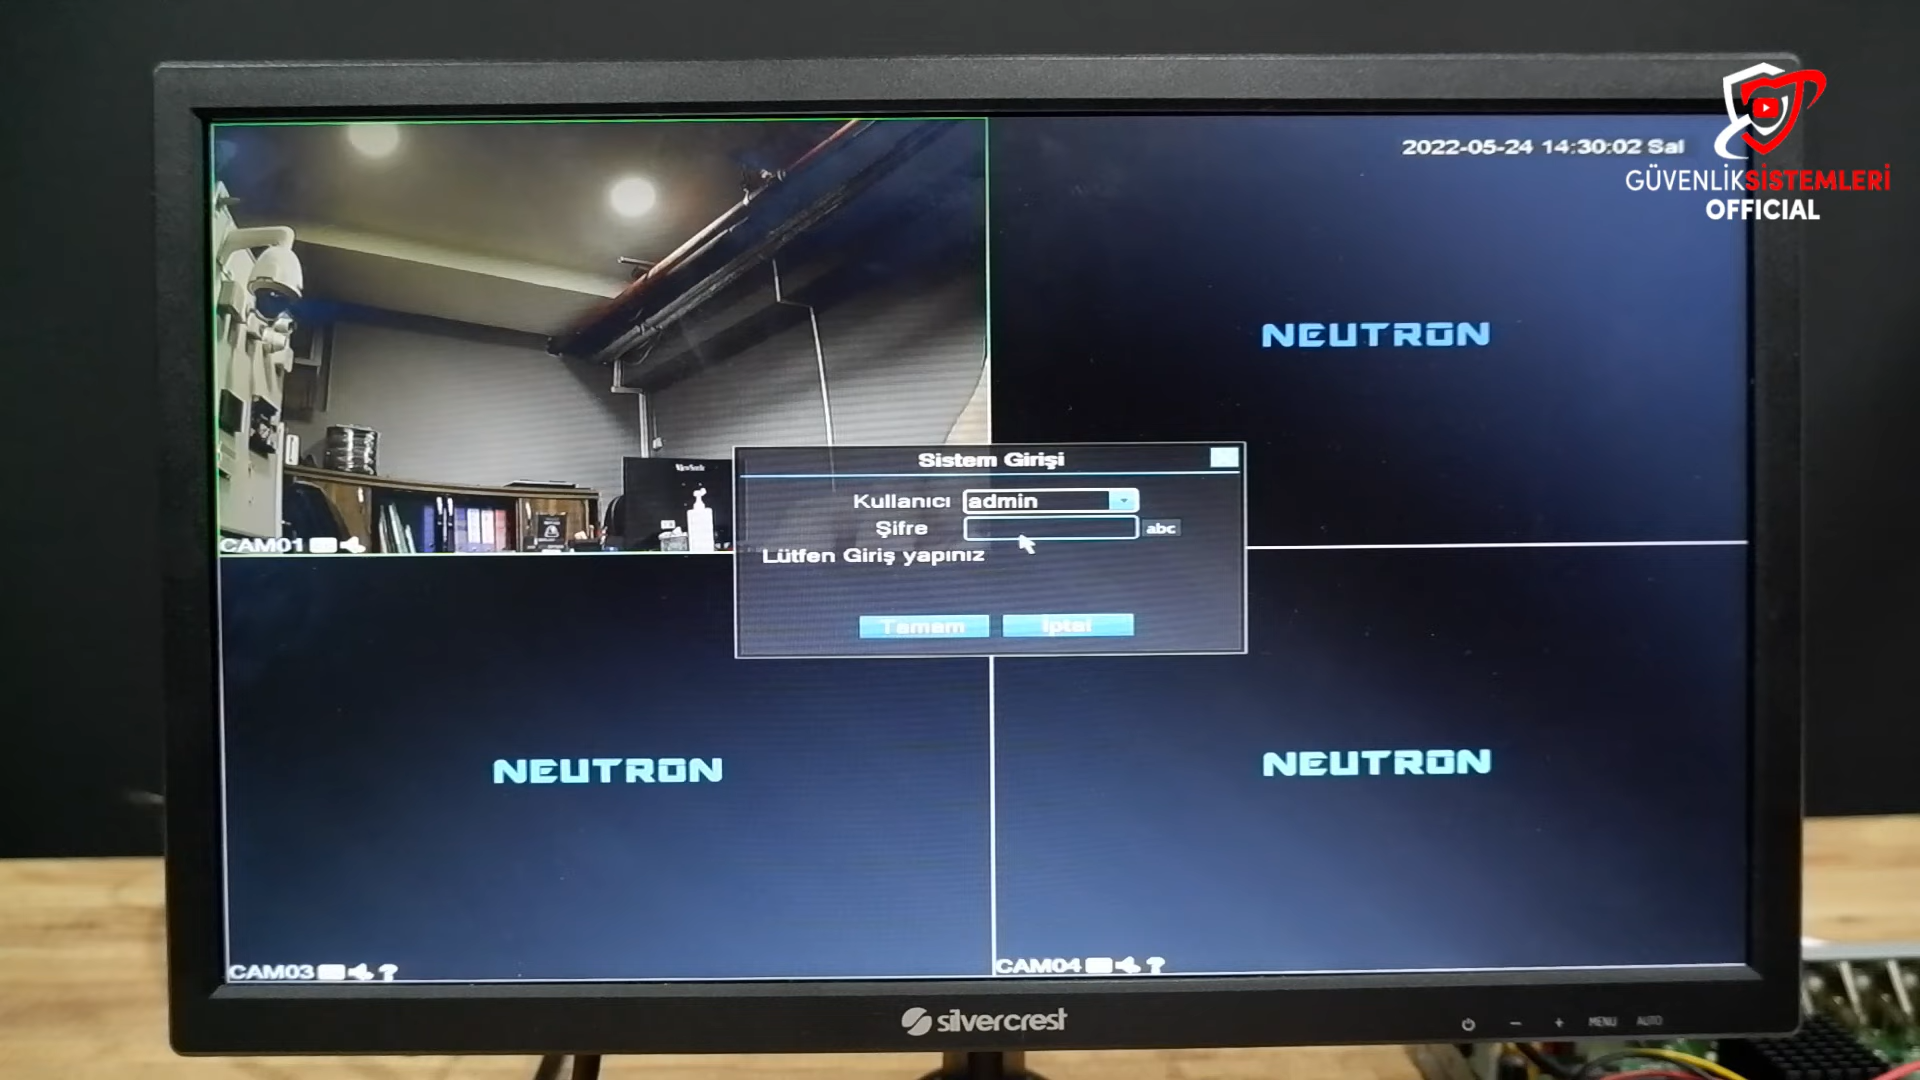 2022-05-24 14:30:02 Sal
GÜVENLİKSİSTEMLERİ
OFFICIAL
NEUTRON
ViewSonic
Sistem Girişi
Kullanıcı admin
Şifre abc
Lütfen Giriş yapınız
Tamam İptal
CAM01
NEUTRON
NEUTRON
CAM03
CAM04
silvercrest
MENU AUTO